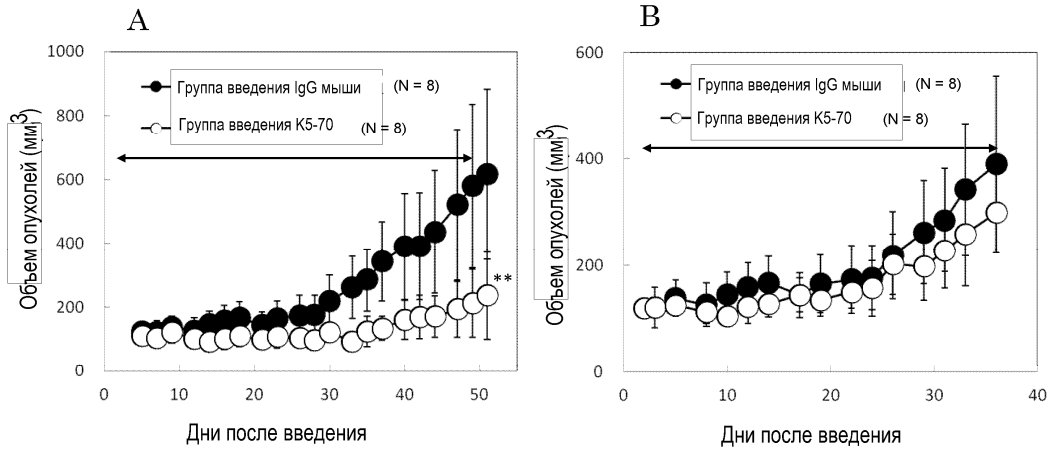 A
1000
800
600
400
200
0
0 10 20 30 40 50
Объем опухолей (мм3)
Группа введения IgG мыши (N = 8)
Группа введения K5-70 (N = 8)
**
Дни после введения
B
600
400
200
0
0 10 20 30 40
Объем опухолей (мм3)
Группа введения IgG мыши (N = 8)
Группа введения K5-70 (N = 8)
Дни после введения